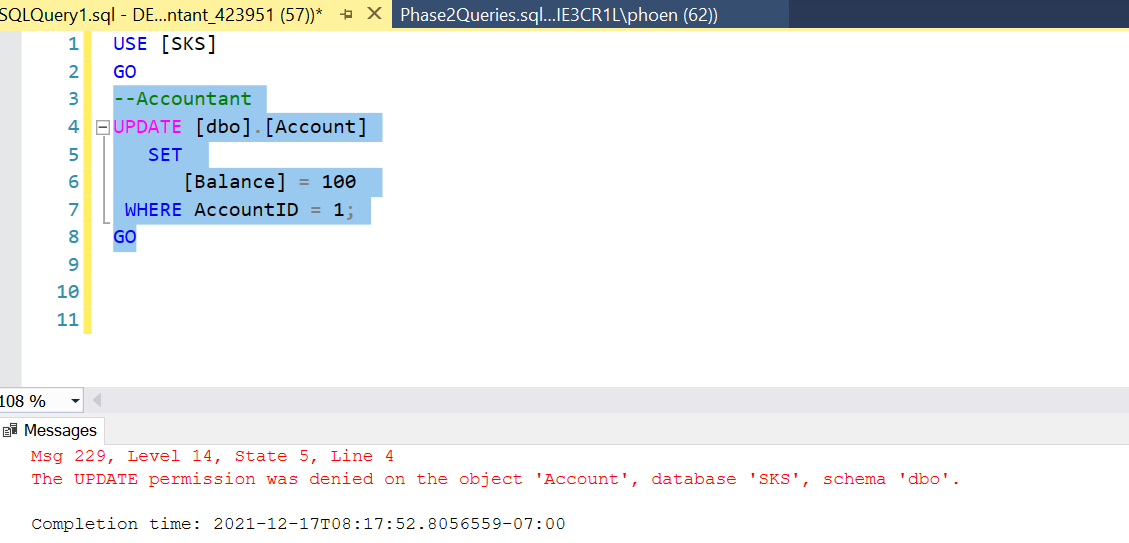 SQLQuery1.sql - DE...ntant_423951 (57))*
Phase2Queries.sql...IE3CR1L\phoen (62))
1 USE [SKS]
2 GO
3 --Accountant
4 UPDATE [dbo].[Account]
5 SET
6 [Balance] = 100
7 WHERE AccountID = 1;
8 GO
9
10
11
108 %
Messages
Msg 229, Level 14, State 5, Line 4
The UPDATE permission was denied on the object 'Account', database 'SKS', schema 'dbo'.
Completion time: 2021-12-17T08:17:52.8056559-07:00